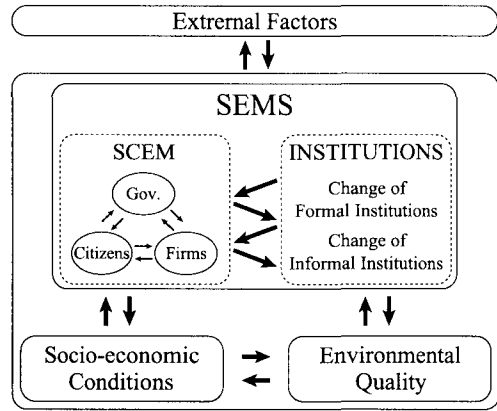 Extrernal Factors
SEMS
SCEM
Gov.
Citizens
Firms
INSTITUTIONS
Change of
Formal Institutions
Change of
Informal Institutions
Socio-economic
Conditions
Environmental
Quality